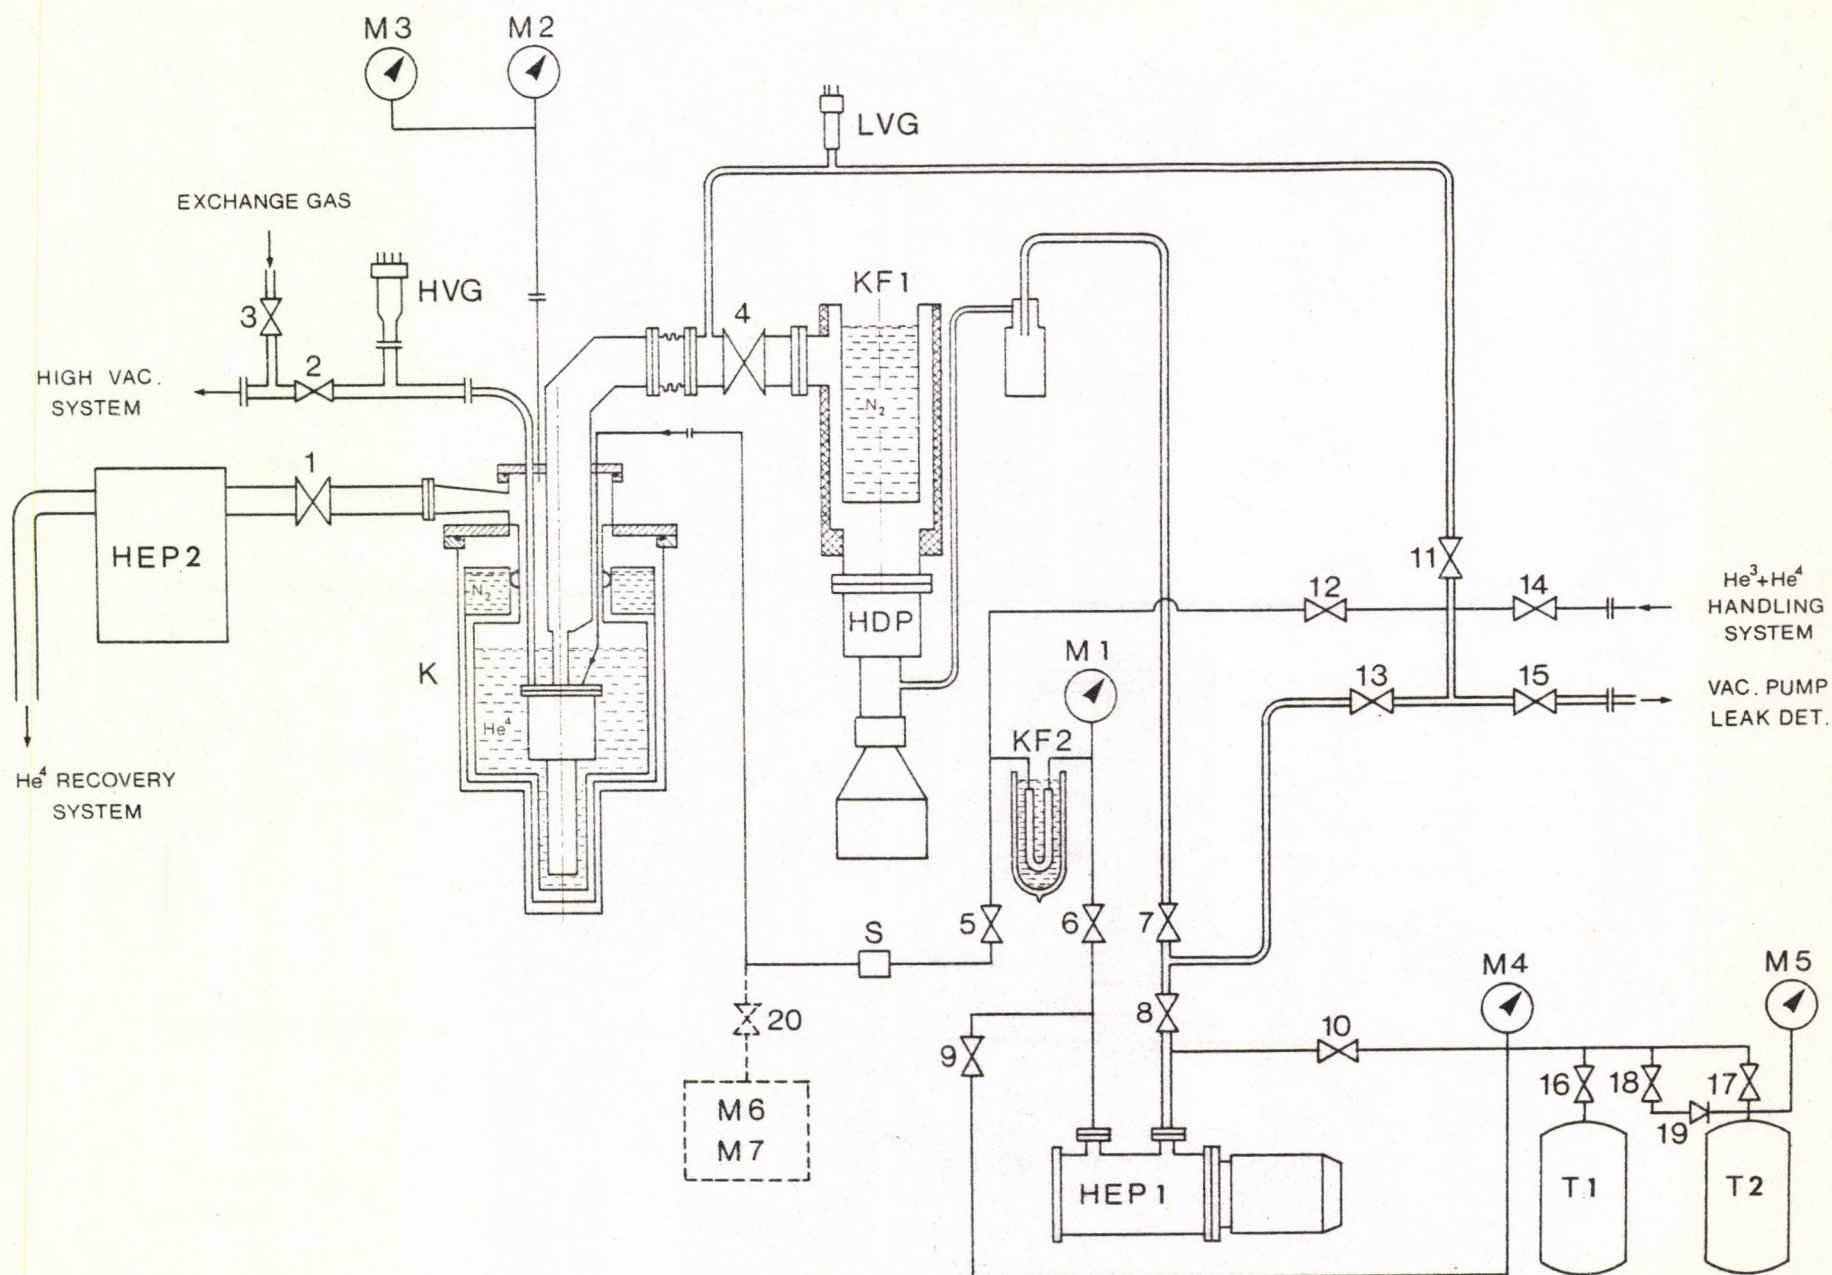 M3
M2
LVG
EXCHANGE GAS
HVG
KF1
3
4
2
HIGH VAC.
SYSTEM
N₂
1
HEP2
11
12
14
He³+He⁴
HANDLING
SYSTEM
N₂
HDP
K
M1
13
15
VAC. PUMP
LEAK DET.
He⁴
KF2
He⁴ RECOVERY
SYSTEM
5
6
7
S
M4
M5
20
8
10
9
16
18
17
19
M6
M7
HEP1
T1
T2